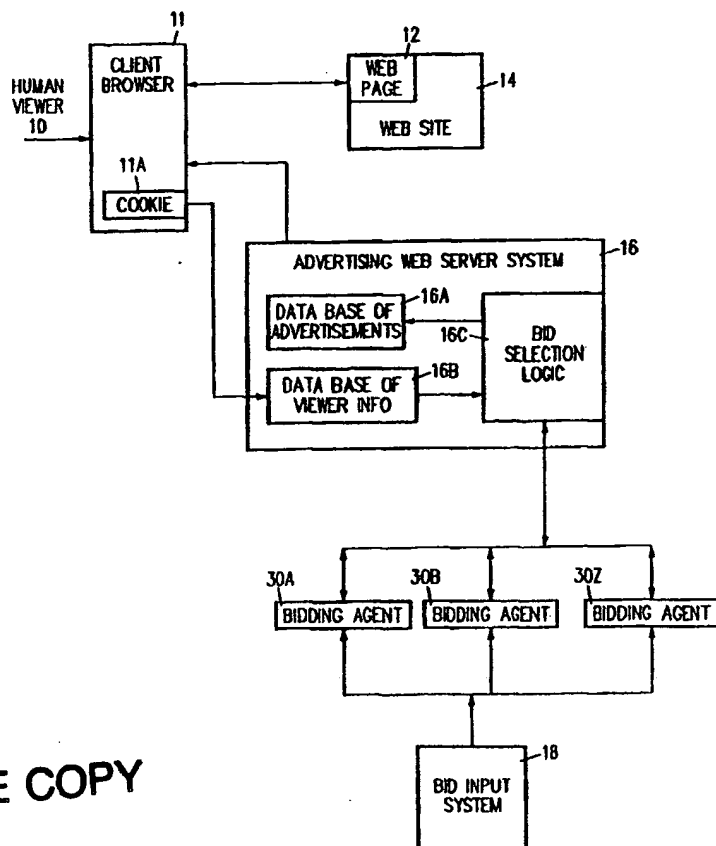 11
CLIENT
BROWSER
HUMAN
VIEWER
10
11A
COOKIE
12
WEB
PAGE
14
WEB SITE
16
ADVERTISING WEB SERVER SYSTEM
16A
DATA BASE OF
ADVERTISEMENTS
16C
BID
SELECTION
LOGIC
16B
DATA BASE OF
VIEWER INFO
30A
BIDDING AGENT
30B
BIDDING AGENT
30Z
BIDDING AGENT
18
BID INPUT
SYSTEM
E COPY